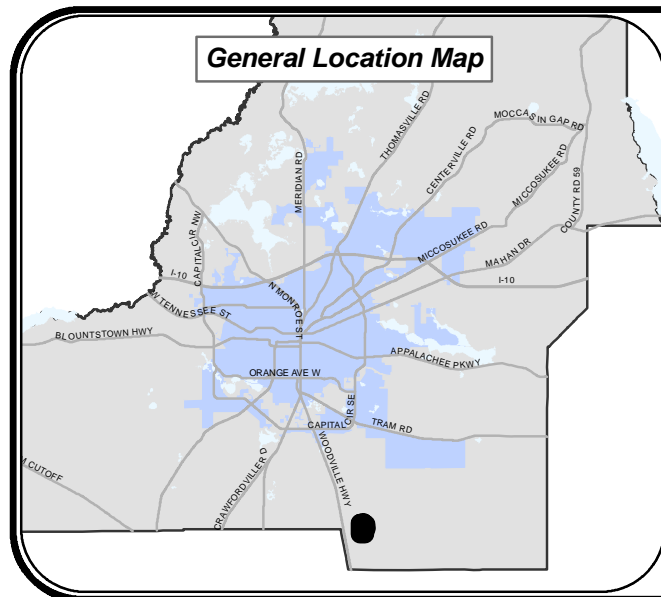 General Location Map
THOMASVILLE RD
MOCCASIN GAP RD
CENTERVILLE RD
MICCOSUKEE RD
MERIDIAN RD
COUNTY RD 59
CAPITAL CIR NW
MICCOSUKEE RD
MAHAN DR
I-10
I-10
N MONROE ST
W TENNESSEE ST
BLOUNTSTOWN HWY
APPALACHEE PKWY
ORANGE AVE W
CAPITAL CIR SE
TRAM RD
WOODVILLE HWY
M CUTOFF
CRAWFORDVILLE R D